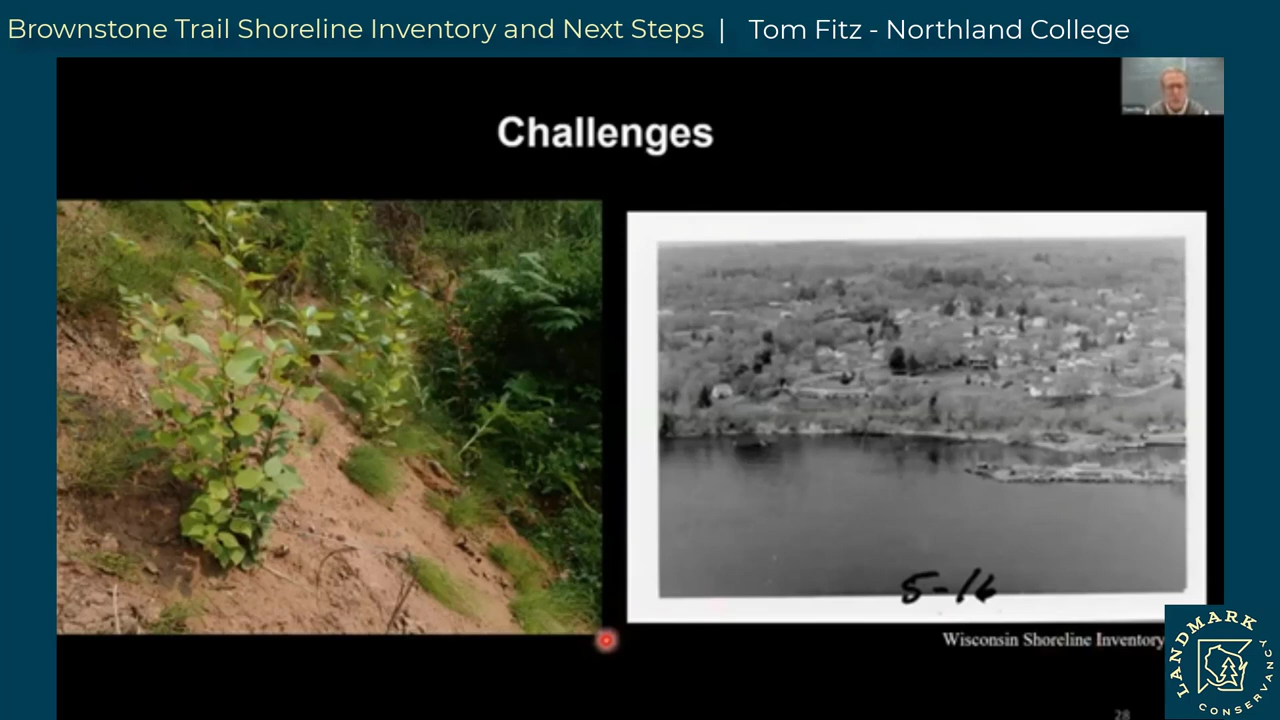 Brownstone Trail Shoreline Inventory and Next Steps | Tom Fitz - Northland College
Challenges
5-16
Wisconsin Shoreline Inventory
28
LANDMARK
CONSERVANCY